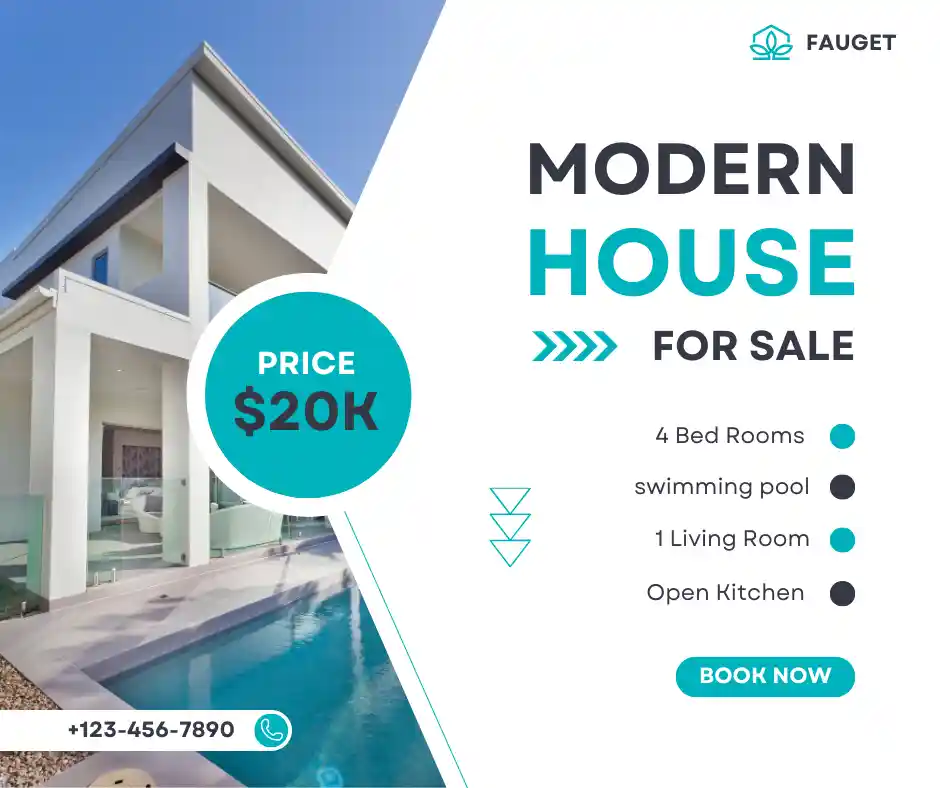 FAUGET
MODERN
HOUSE
FOR SALE
PRICE
$20K
4 Bed Rooms
swimming pool
1 Living Room
Open Kitchen
BOOK NOW
+123-456-7890